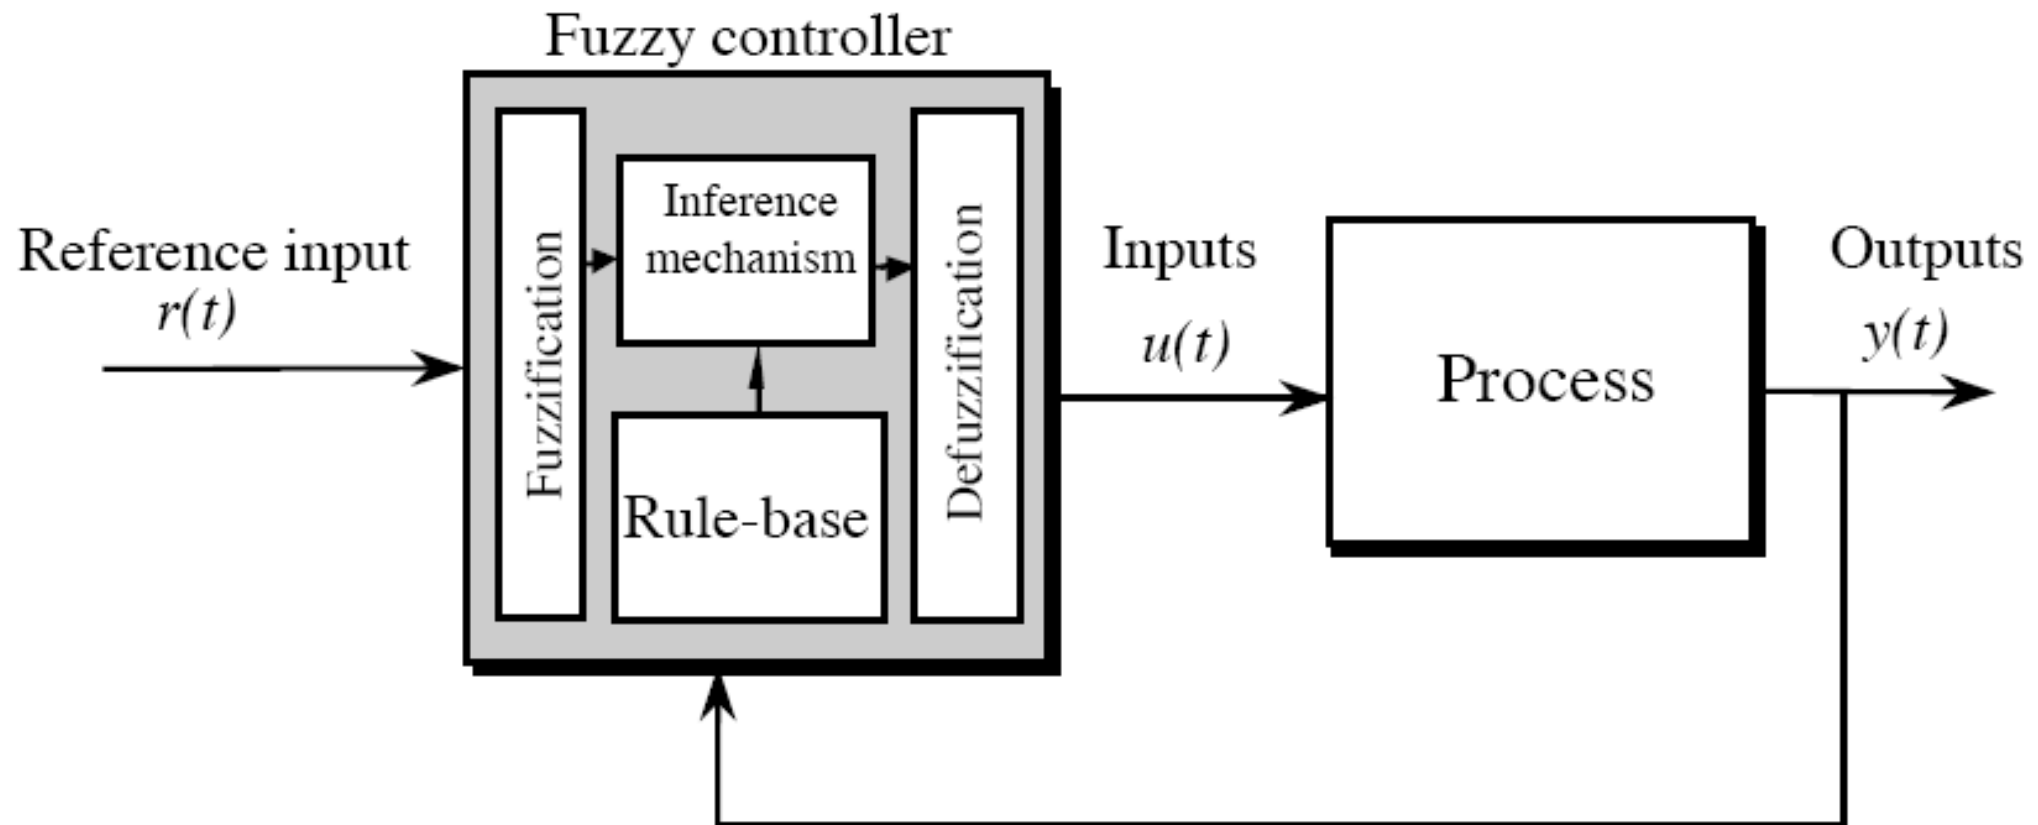 Fuzzy controller
Reference input
r(t)
Fuzzification
Inference
mechanism
Rule-base
Defuzzification
Inputs
u(t)
Process
Outputs
y(t)